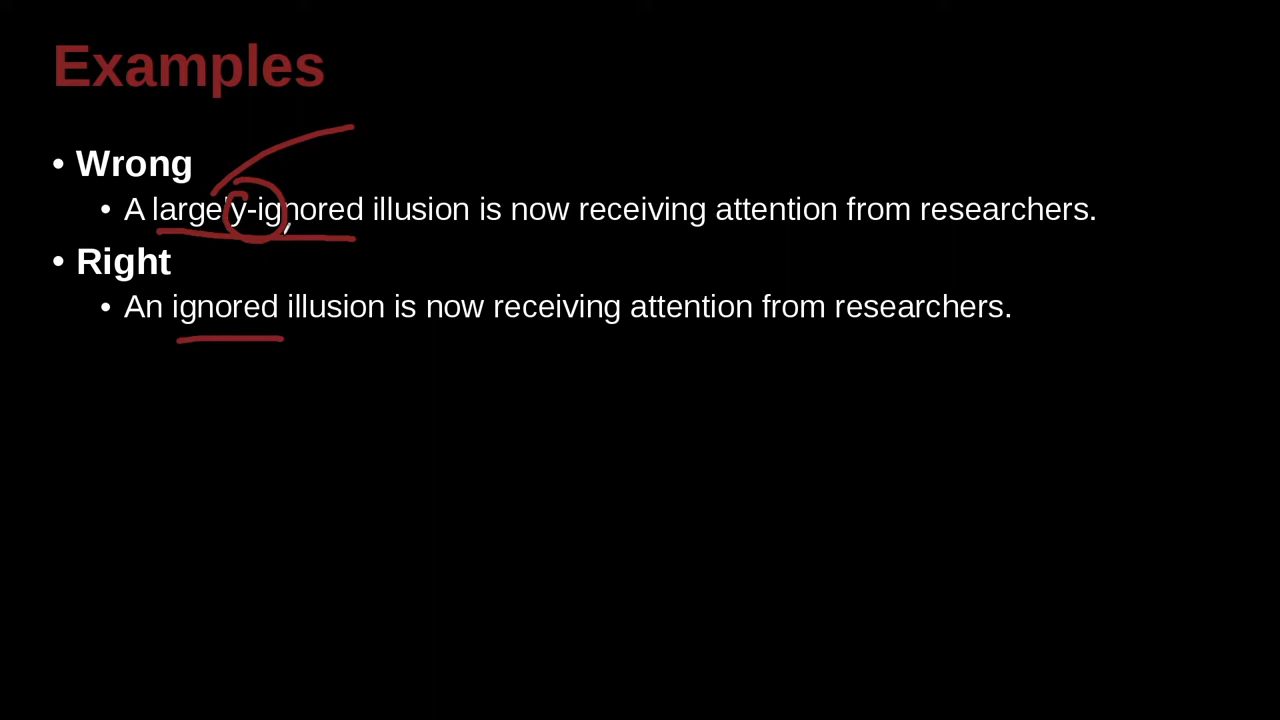 Examples
• Wrong
• A largely-ignored illusion is now receiving attention from researchers.
• Right
• An ignored illusion is now receiving attention from researchers.